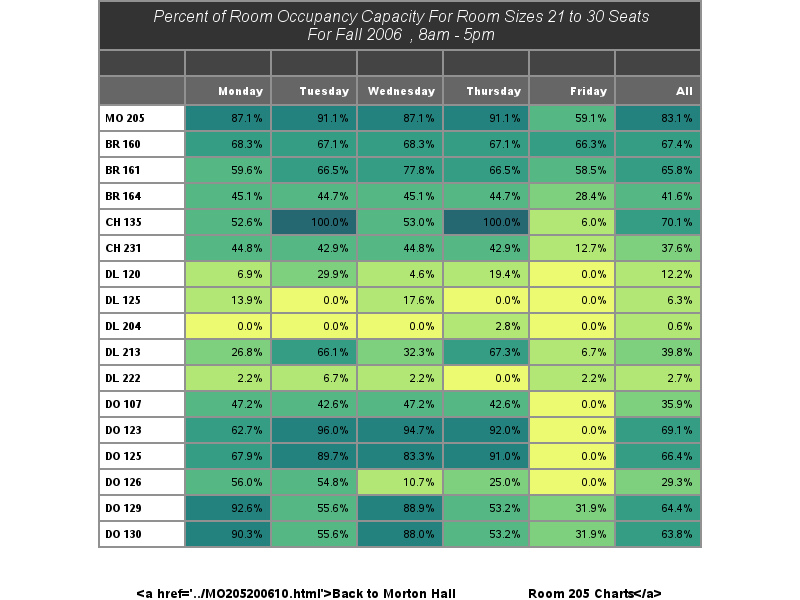 Percent of Room Occupancy Capacity For Room Sizes 21 to 30 Seats
For Fall 2006 , 8am - 5pm
Monday Tuesday Wednesday Thursday Friday All
MO 205 87.1% 91.1% 87.1% 91.1% 59.1% 83.1%
BR 160 68.3% 67.1% 68.3% 67.1% 66.3% 67.4%
BR 161 59.6% 66.5% 77.8% 66.5% 58.5% 65.8%
BR 164 45.1% 44.7% 45.1% 44.7% 28.4% 41.6%
CH 135 52.6% 100.0% 53.0% 100.0% 6.0% 70.1%
CH 231 44.8% 42.9% 44.8% 42.9% 12.7% 37.6%
DL 120 6.9% 29.9% 4.6% 19.4% 0.0% 12.2%
DL 125 13.9% 0.0% 17.6% 0.0% 0.0% 6.3%
DL 204 0.0% 0.0% 0.0% 2.8% 0.0% 0.6%
DL 213 26.8% 66.1% 32.3% 67.3% 6.7% 39.8%
DL 222 2.2% 6.7% 2.2% 0.0% 2.2% 2.7%
DO 107 47.2% 42.6% 47.2% 42.6% 0.0% 35.9%
DO 123 62.7% 96.0% 94.7% 92.0% 0.0% 69.1%
DO 125 67.9% 89.7% 83.3% 91.0% 0.0% 66.4%
DO 126 56.0% 54.8% 10.7% 25.0% 0.0% 29.3%
DO 129 92.6% 55.6% 88.9% 53.2% 31.9% 64.4%
DO 130 90.3% 55.6% 88.0% 53.2% 31.9% 63.8%
<a href='../MO205200610.html'>Back to Morton Hall Room 205 Charts</a>